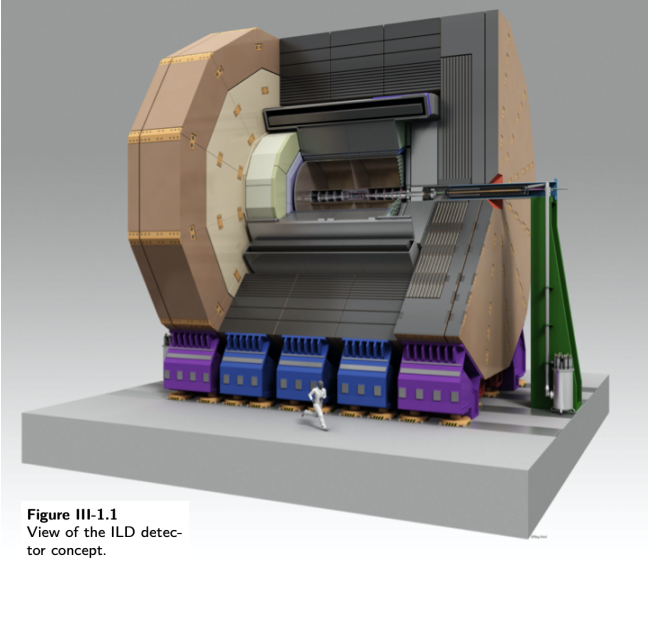 Figure III-1.1
View of the ILD detec-
tor concept.